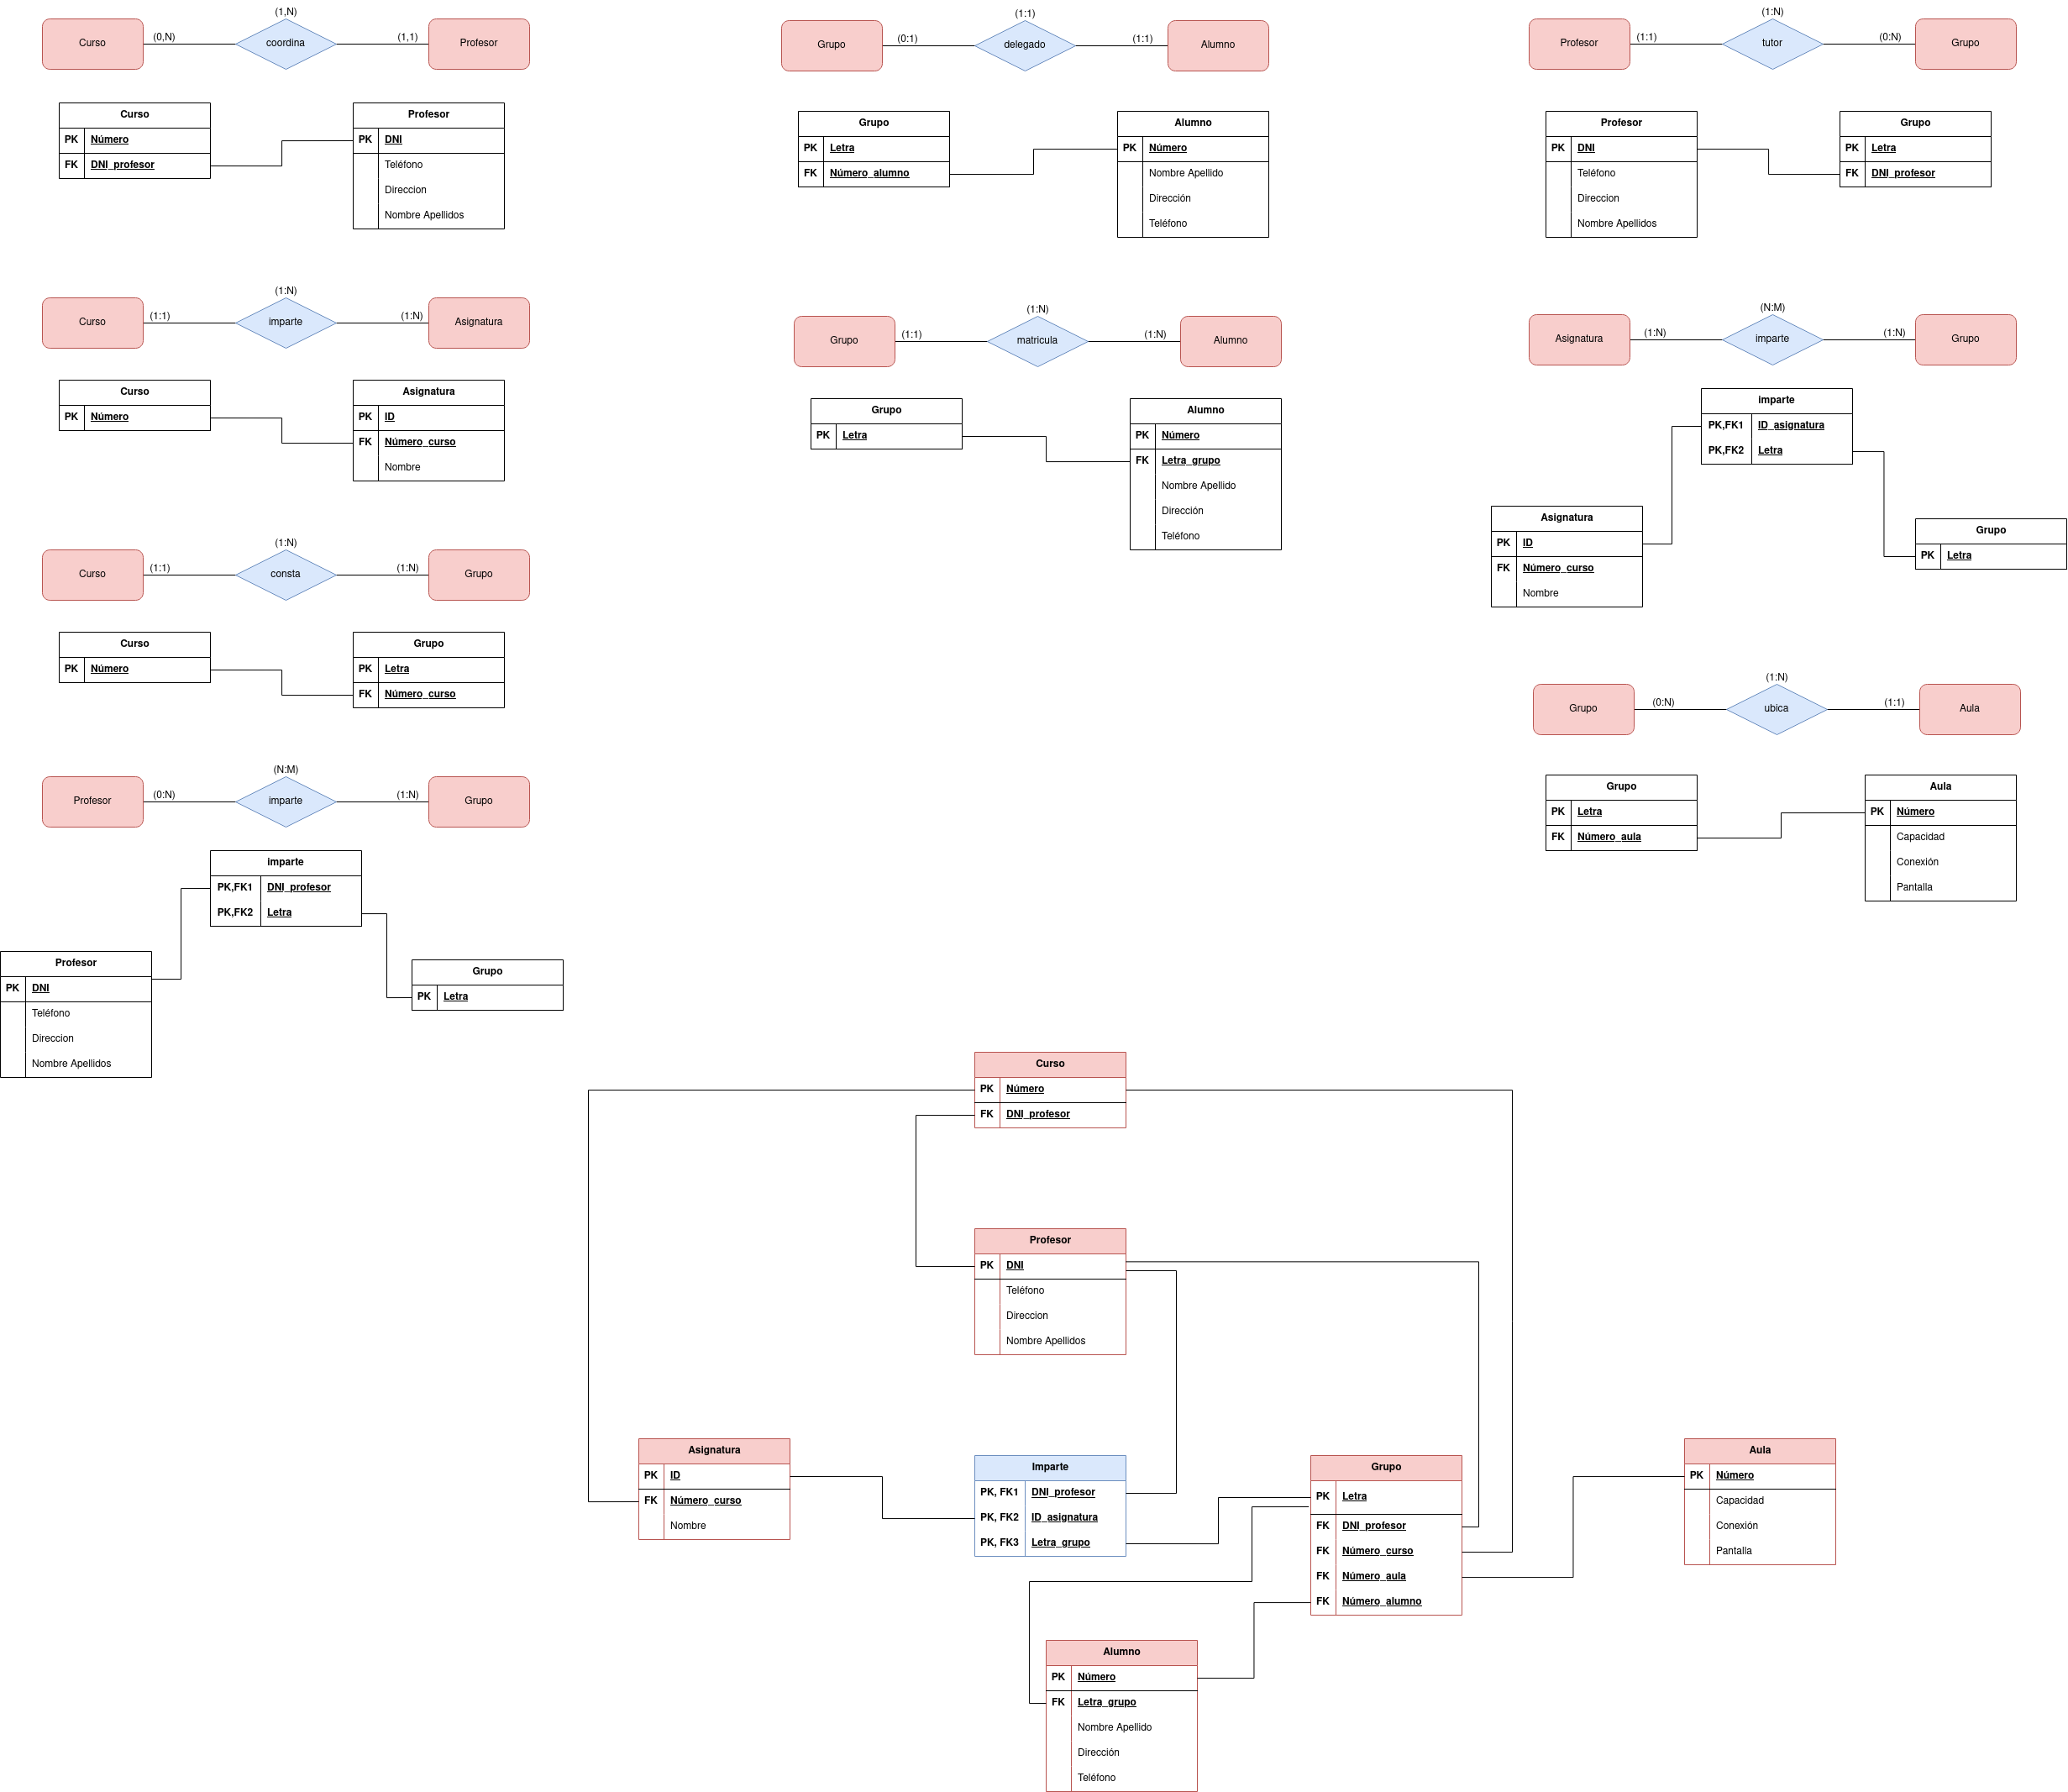 (1,N)
Curso
(0,N)
coordina
(1,1)
Profesor
Curso
PK Número
FK DNI_profesor
Profesor
PK DNI
Teléfono
Direccion
Nombre Apellidos
(1:1)
Grupo
(0:1)
delegado
(1:1)
Alumno
Grupo
PK Letra
FK Número_alumno
Alumno
PK Número
Nombre Apellido
Dirección
Teléfono
(1:N)
Profesor
(1:1)
tutor
(0:N)
Grupo
Profesor
PK DNI
Teléfono
Direccion
Nombre Apellidos
Grupo
PK Letra
FK DNI_profesor
(1:N)
Curso
(1:1)
imparte
(1:N)
Asignatura
Curso
PK Número
Asignatura
PK ID
FK Número_curso
Nombre
(1:N)
Grupo
(1:1)
matricula
(1:N)
Alumno
Grupo
PK Letra
Alumno
PK Número
FK Letra_grupo
Nombre Apellido
Dirección
Teléfono
(N:M)
Asignatura
(1:N)
imparte
(1:N)
Grupo
imparte
PK,FK1 ID_asignatura
PK,FK2 Letra
Asignatura
PK ID
FK Número_curso
Nombre
Grupo
PK Letra
(1:N)
Curso
(1:1)
consta
(1:N)
Grupo
Curso
PK Número
Grupo
PK Letra
FK Número_curso
(1:N)
Grupo
(0:N)
ubica
(1:1)
Aula
Grupo
PK Letra
FK Número_aula
Aula
PK Número
Capacidad
Conexión
Pantalla
(N:M)
Profesor
(0:N)
imparte
(1:N)
Grupo
imparte
PK,FK1 DNI_profesor
PK,FK2 Letra
Profesor
PK DNI
Teléfono
Direccion
Nombre Apellidos
Grupo
PK Letra
Curso
PK Número
FK DNI_profesor
Profesor
PK DNI
Teléfono
Direccion
Nombre Apellidos
Asignatura
PK ID
FK Número_curso
Nombre
Imparte
PK, FK1 DNI_profesor
PK, FK2 ID_asignatura
PK, FK3 Letra_grupo
Grupo
PK Letra
FK DNI_profesor
FK Número_curso
FK Número_aula
FK Número_alumno
Aula
PK Número
Capacidad
Conexión
Pantalla
Alumno
PK Número
FK Letra_grupo
Nombre Apellido
Dirección
Teléfono